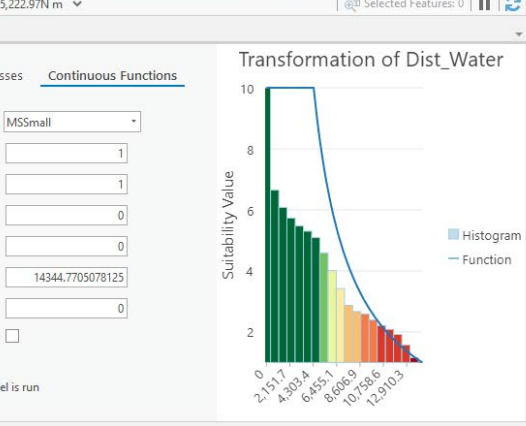 5,222.97N m
Selected Features: 0
sses
Continuous Functions
MSSmall
1
1
0
0
14344.7705078125
0
el is run
Transformation of Dist_Water
Suitability Value
10
8
6
4
2
0
2,151.7
4,303.4
6,455.1
8,606.9
10,758.6
12,910.3
Histogram
Function